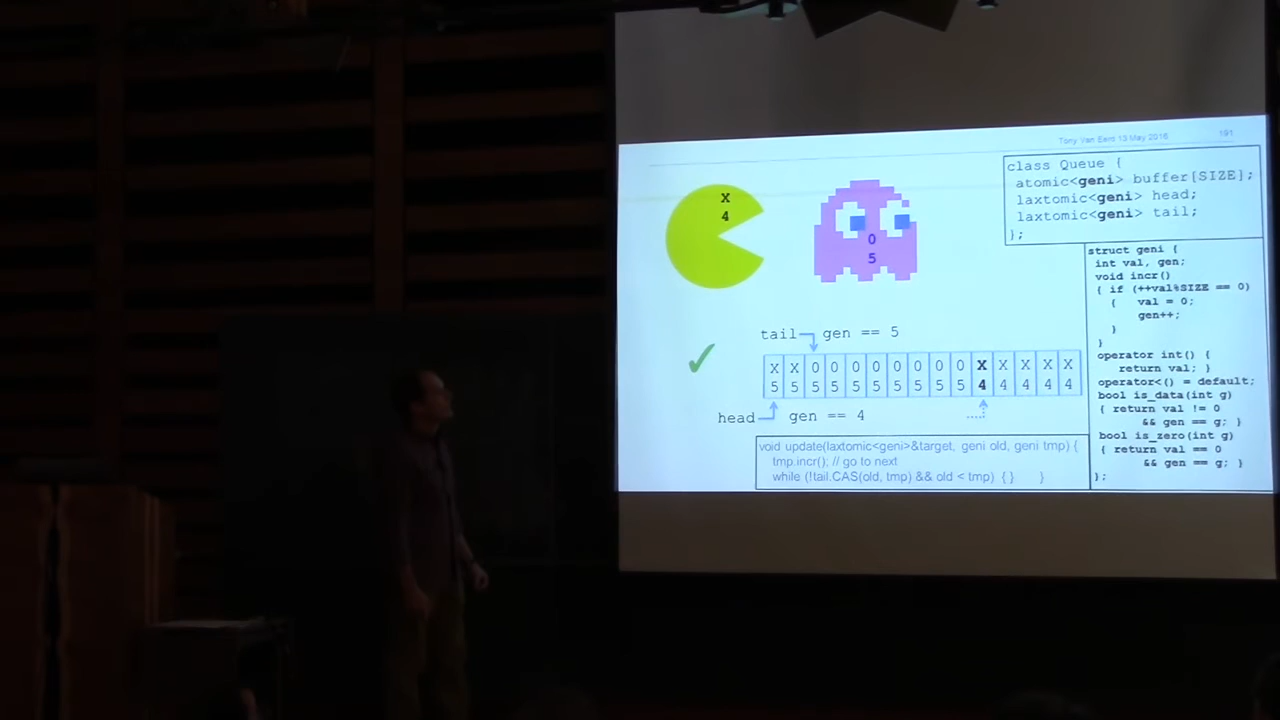 Tony Van Eerd 13 May 2016 191
class Queue {
atomic<geni> buffer[SIZE];
laxtomic<geni> head;
laxtomic<geni> tail;
};
X
4
0
5
struct geni {
int val, gen;
void incr()
{ if (++val%SIZE == 0)
{ val = 0;
gen++;
}
}
operator int() {
return val; }
operator<() = default;
bool is_data(int g)
{ return val != 0
&& gen == g; }
bool is_zero(int g)
{ return val == 0
&& gen == g; }
};
tail gen == 5
X X 0 0 0 0 0 0 0 0 X X X X X
5 5 5 5 5 5 5 5 5 5 4 4 4 4 4
head gen == 4
void update(laxtomic<geni>&target, geni old, geni tmp) {
tmp.incr(); // go to next
while (!tail.CAS(old, tmp) && old < tmp) { } }